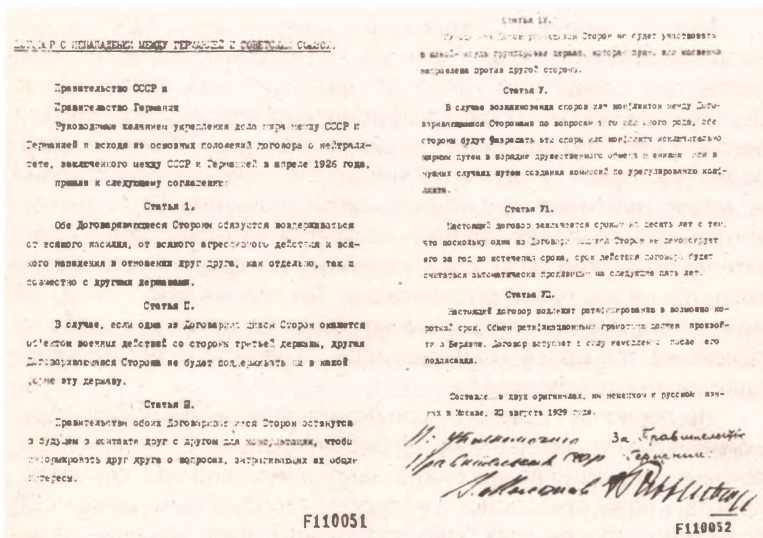 ДОГОВОР О НЕНАПАДЕНИИ МЕЖДУ ГЕРМАНИЕЙ И СОВЕТСКИМ СОЮЗОМ.
Правительство СССР и
Правительство Германии
Руководимые желанием укрепления дела мира между СССР и
Германией и исходя из основных положений договора о нейтрали-
тете, заключенного между СССР и Германией в апреле 1926 года,
пришли к следующему соглашению:
Статья I.
Обе Договаривающиеся Стороны обязуются воздерживаться
от всякого насилия, от всякого агрессивного действия и вся-
кого нападения в отношении друг друга, как отдельно, так и
совместно с другими державами.
Статья П.
В случае, если одна из Договаривающихся Сторон окажется
объектом военных действий со стороны третьей державы, другая
Договаривающаяся Сторона не будет поддерживать ни в какой
форме эту державу.
Статья Ш.
Правительства обоих Договаривающихся Сторон останутся
в будущем в контакте друг с другом для консультации, чтобы
информировать друг друга о вопросах, затрагивающих их общие
интересы.
F110051
Статья IУ.
Ни одна из Договаривающихся Сторон не будет участвовать
в какой-нибудь группировке держав, которая прямо или косвенно
направлена против другой стороны.
Статья У.
В случае возникновения споров или конфликтов между Дого-
варивающимися Сторонами по вопросам того или иного рода, обе
стороны будут разрешать эти споры или конфликты исключительно
мирным путем в порядке дружественного обмена мнениями или в
нужных случаях путем создания комиссий по урегулированию конф-
ликта.
Статья У1.
Настоящий договор заключается сроком на десять лет с тем,
что поскольку одна из Договаривающихся Сторон не денонсирует
его за год до истечения срока, срок действия договора будет
считаться автоматически продленным на следующие пять лет.
Статья УП.
Настоящий договор подлежит ратифицированию в возможно ко-
роткий срок. Обмен ратификационными грамотами должен произой-
ти в Берлине. Договор вступает в силу немедленно после его
подписания.
Составлен в двух оригиналах, на немецком и русском язы-
ках в Москве, 23 августа 1939 года.
По уполномочию За Правительство
Правительства СССР Германии
В. Молотов
F110052